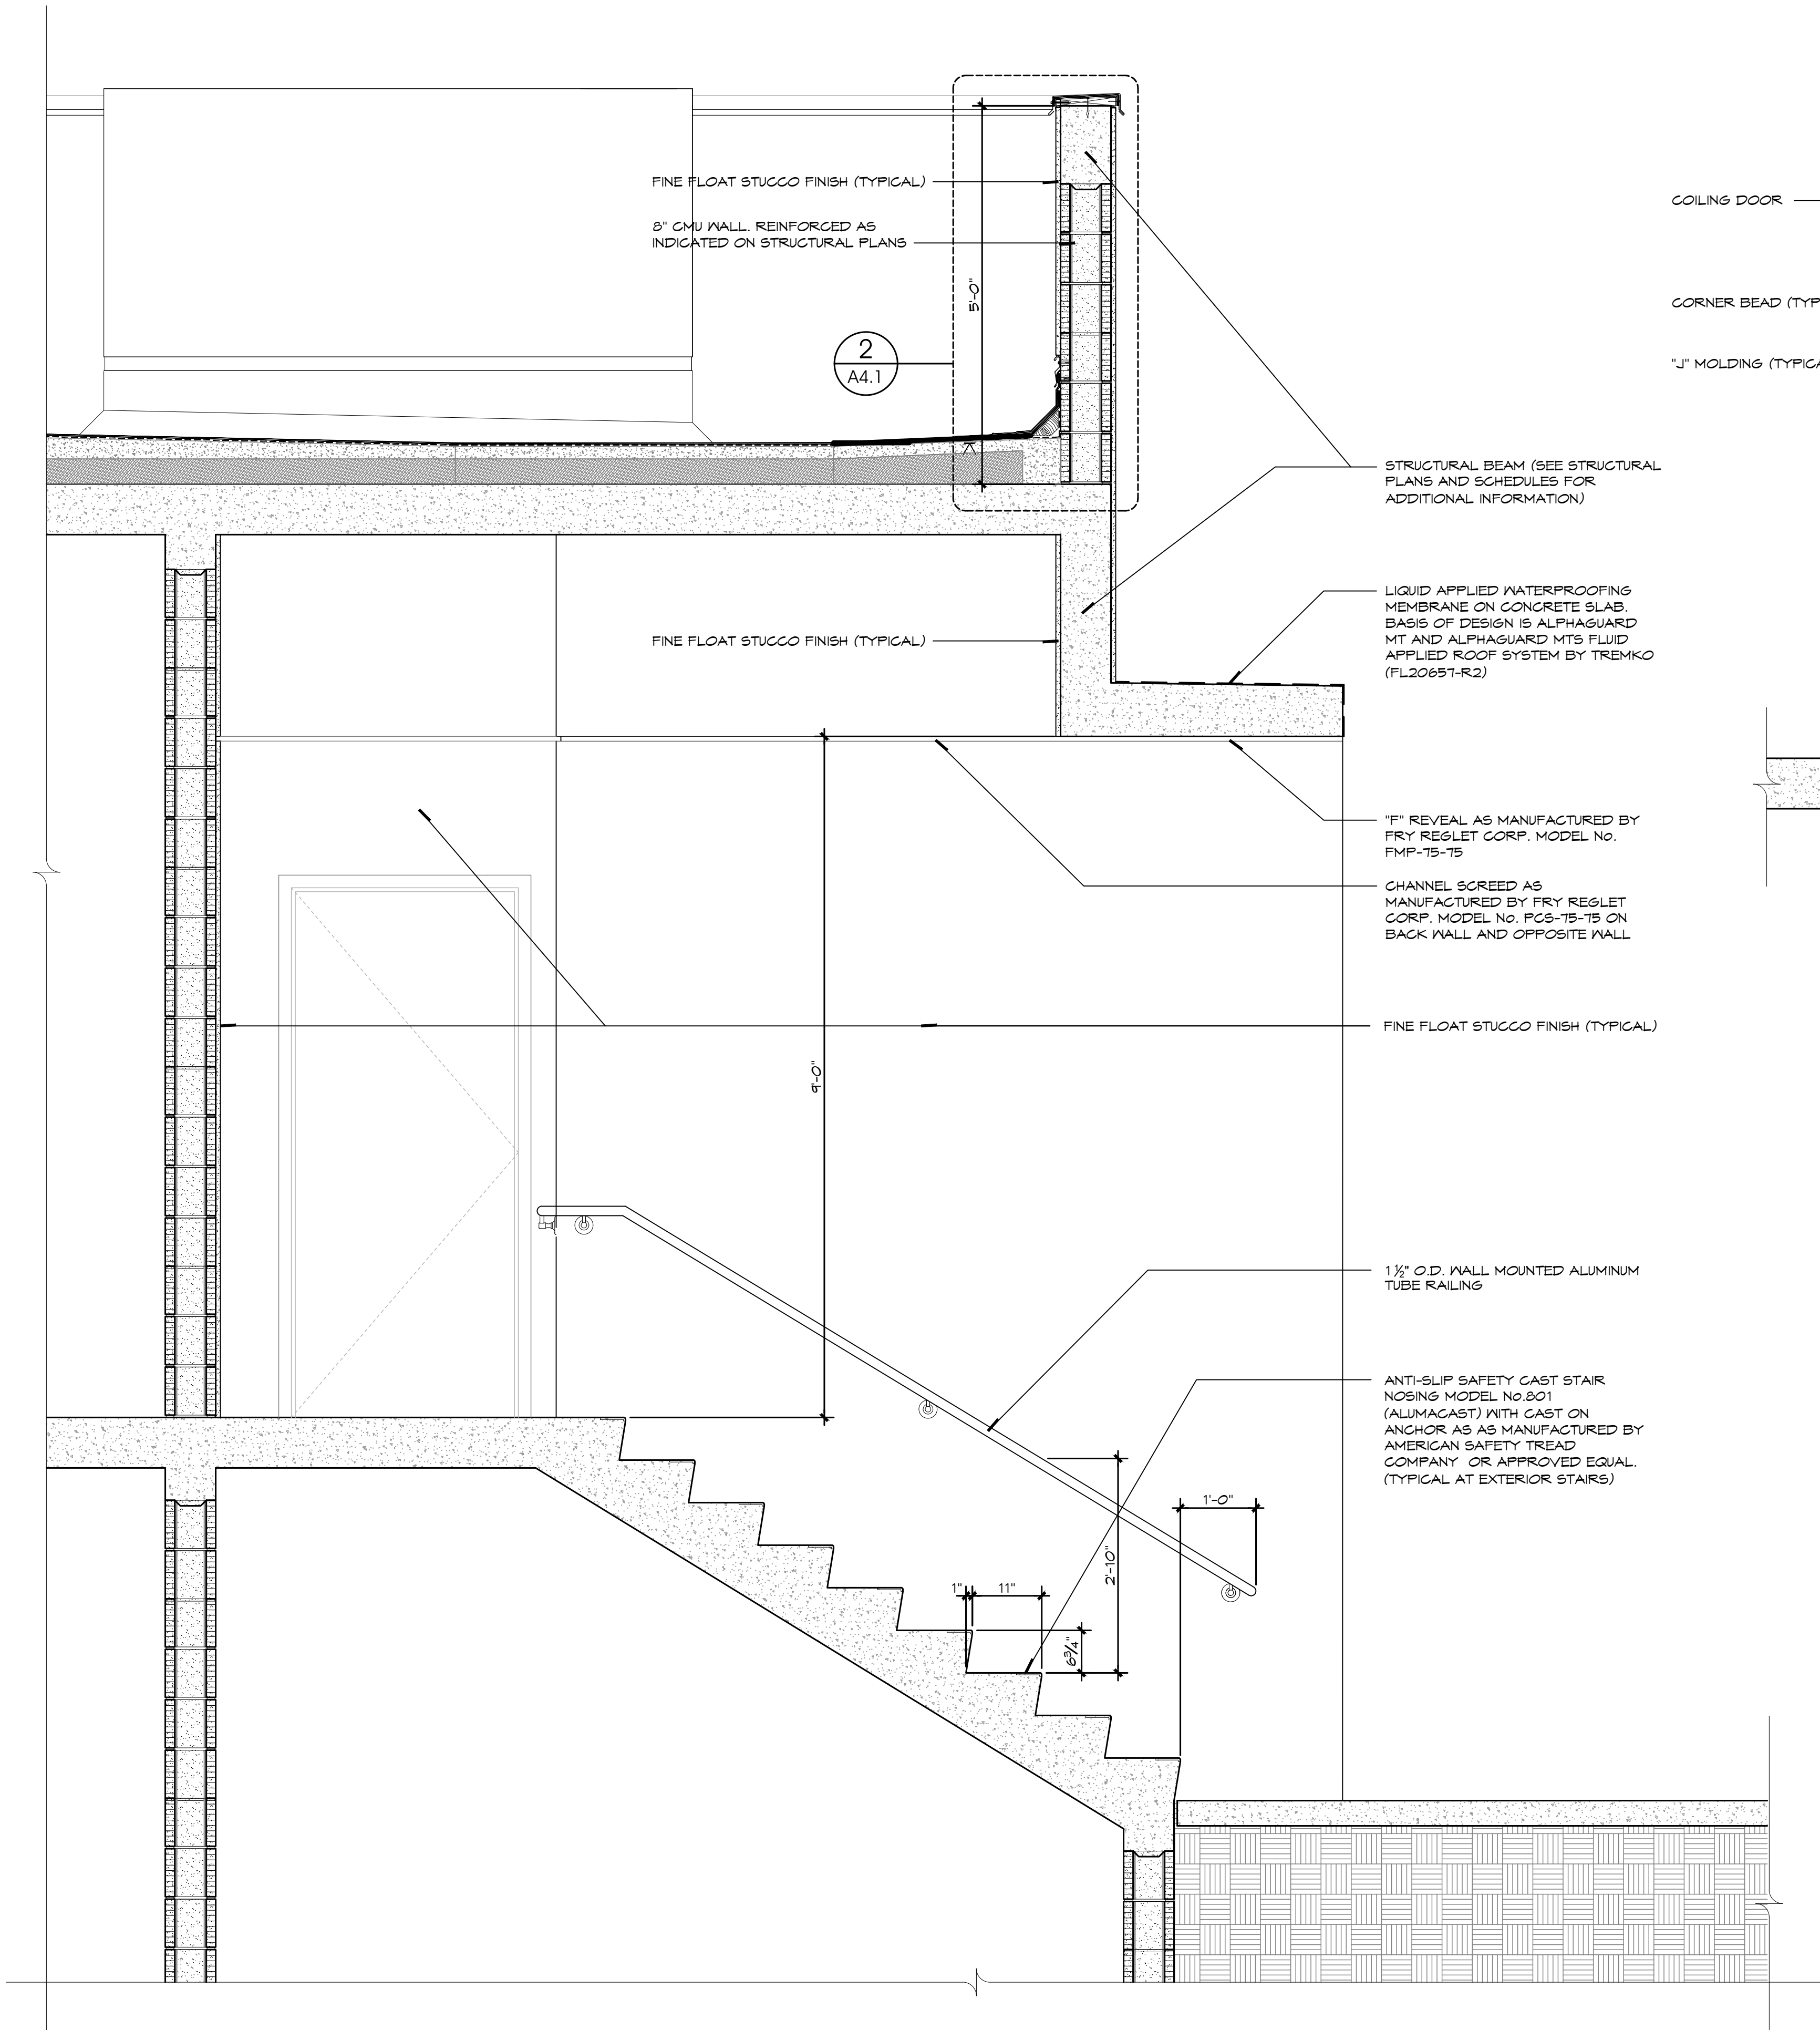 FINE FLOAT STUCCO FINISH (TYPICAL)
8" CMU WALL. REINFORCED AS
INDICATED ON STRUCTURAL PLANS
5'-0"
2
A4.1
COILING DOOR
CORNER BEAD (TYP
"J" MOLDING (TYPICA
STRUCTURAL BEAM (SEE STRUCTURAL
PLANS AND SCHEDULES FOR
ADDITIONAL INFORMATION)
FINE FLOAT STUCCO FINISH (TYPICAL)
LIQUID APPLIED WATERPROOFING
MEMBRANE ON CONCRETE SLAB.
BASIS OF DESIGN IS ALPHAGUARD
MT AND ALPHAGUARD MTS FLUID
APPLIED ROOF SYSTEM BY TREMKO
(FL20657-R2)
"F" REVEAL AS MANUFACTURED BY
FRY REGLET CORP. MODEL No.
FMP-75-75
CHANNEL SCREED AS
MANUFACTURED BY FRY REGLET
CORP. MODEL No. PCS-75-75 ON
BACK WALL AND OPPOSITE WALL
FINE FLOAT STUCCO FINISH (TYPICAL)
9'-0"
1 1/2" O.D. WALL MOUNTED ALUMINUM
TUBE RAILING
ANTI-SLIP SAFETY CAST STAIR
NOSING MODEL No.801
(ALUMACAST) WITH CAST ON
ANCHOR AS AS MANUFACTURED BY
AMERICAN SAFETY TREAD
COMPANY OR APPROVED EQUAL.
(TYPICAL AT EXTERIOR STAIRS)
1'-0"
2'-10"
1"
11"
6 3/4"